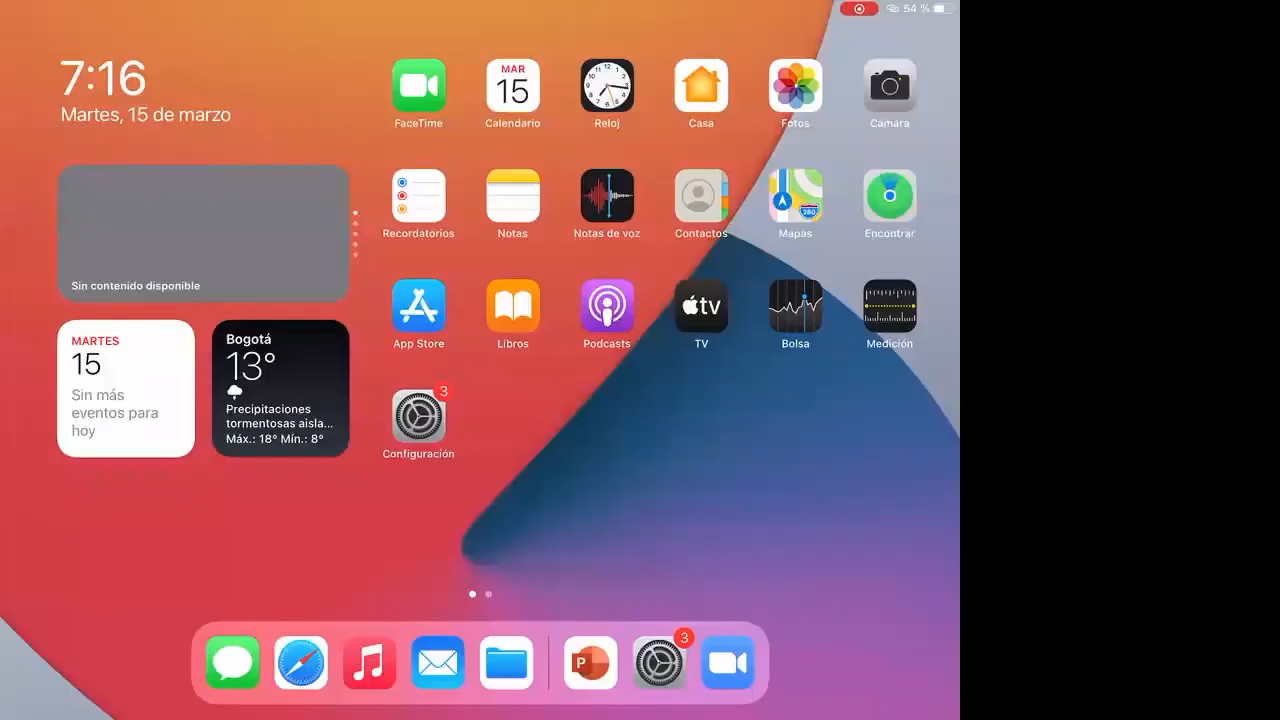 54 %
7:16
Martes, 15 de marzo
FaceTime
MAR
15
Calendario
Reloj
Casa
Fotos
Cámara
Sin contenido disponible
Recordatorios
Notas
Notas de voz
Contactos
280
Mapas
Encontrar
MARTES
15
Sin más
eventos para
hoy
Bogotá
13°
Precipitaciones
tormentosas aisla...
Máx.: 18° Mín.: 8°
App Store
Libros
Podcasts
tv
TV
Bolsa
Medición
3
Configuración
P
3